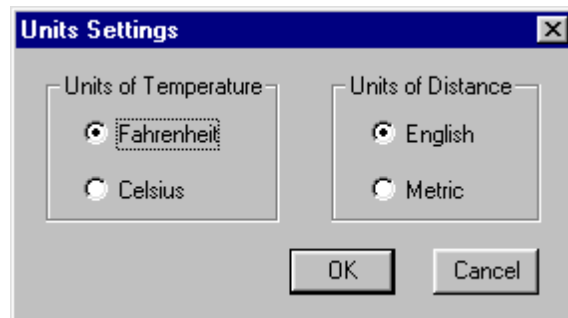 Units Settings
Units of Temperature
Fahrenheit
Celsius
Units of Distance
English
Metric
OK
Cancel